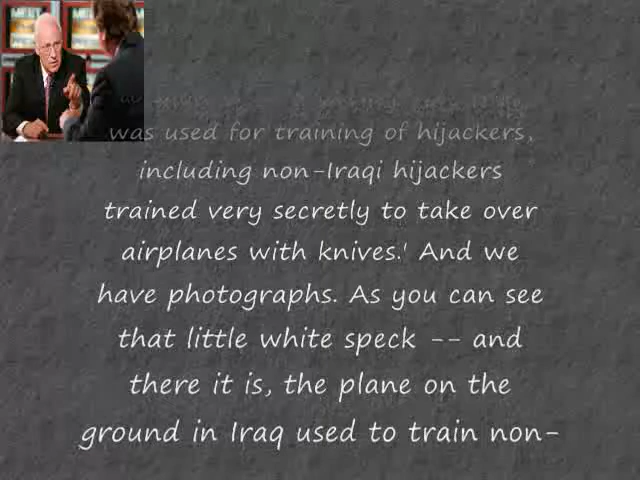 MEET
was used for training of hijackers,
including non-Iraqi hijackers
trained very secretly to take over
airplanes with knives.' And we
have photographs. As you can see
that little white speck -- and
there it is, the plane on the
ground in Iraq used to train non-